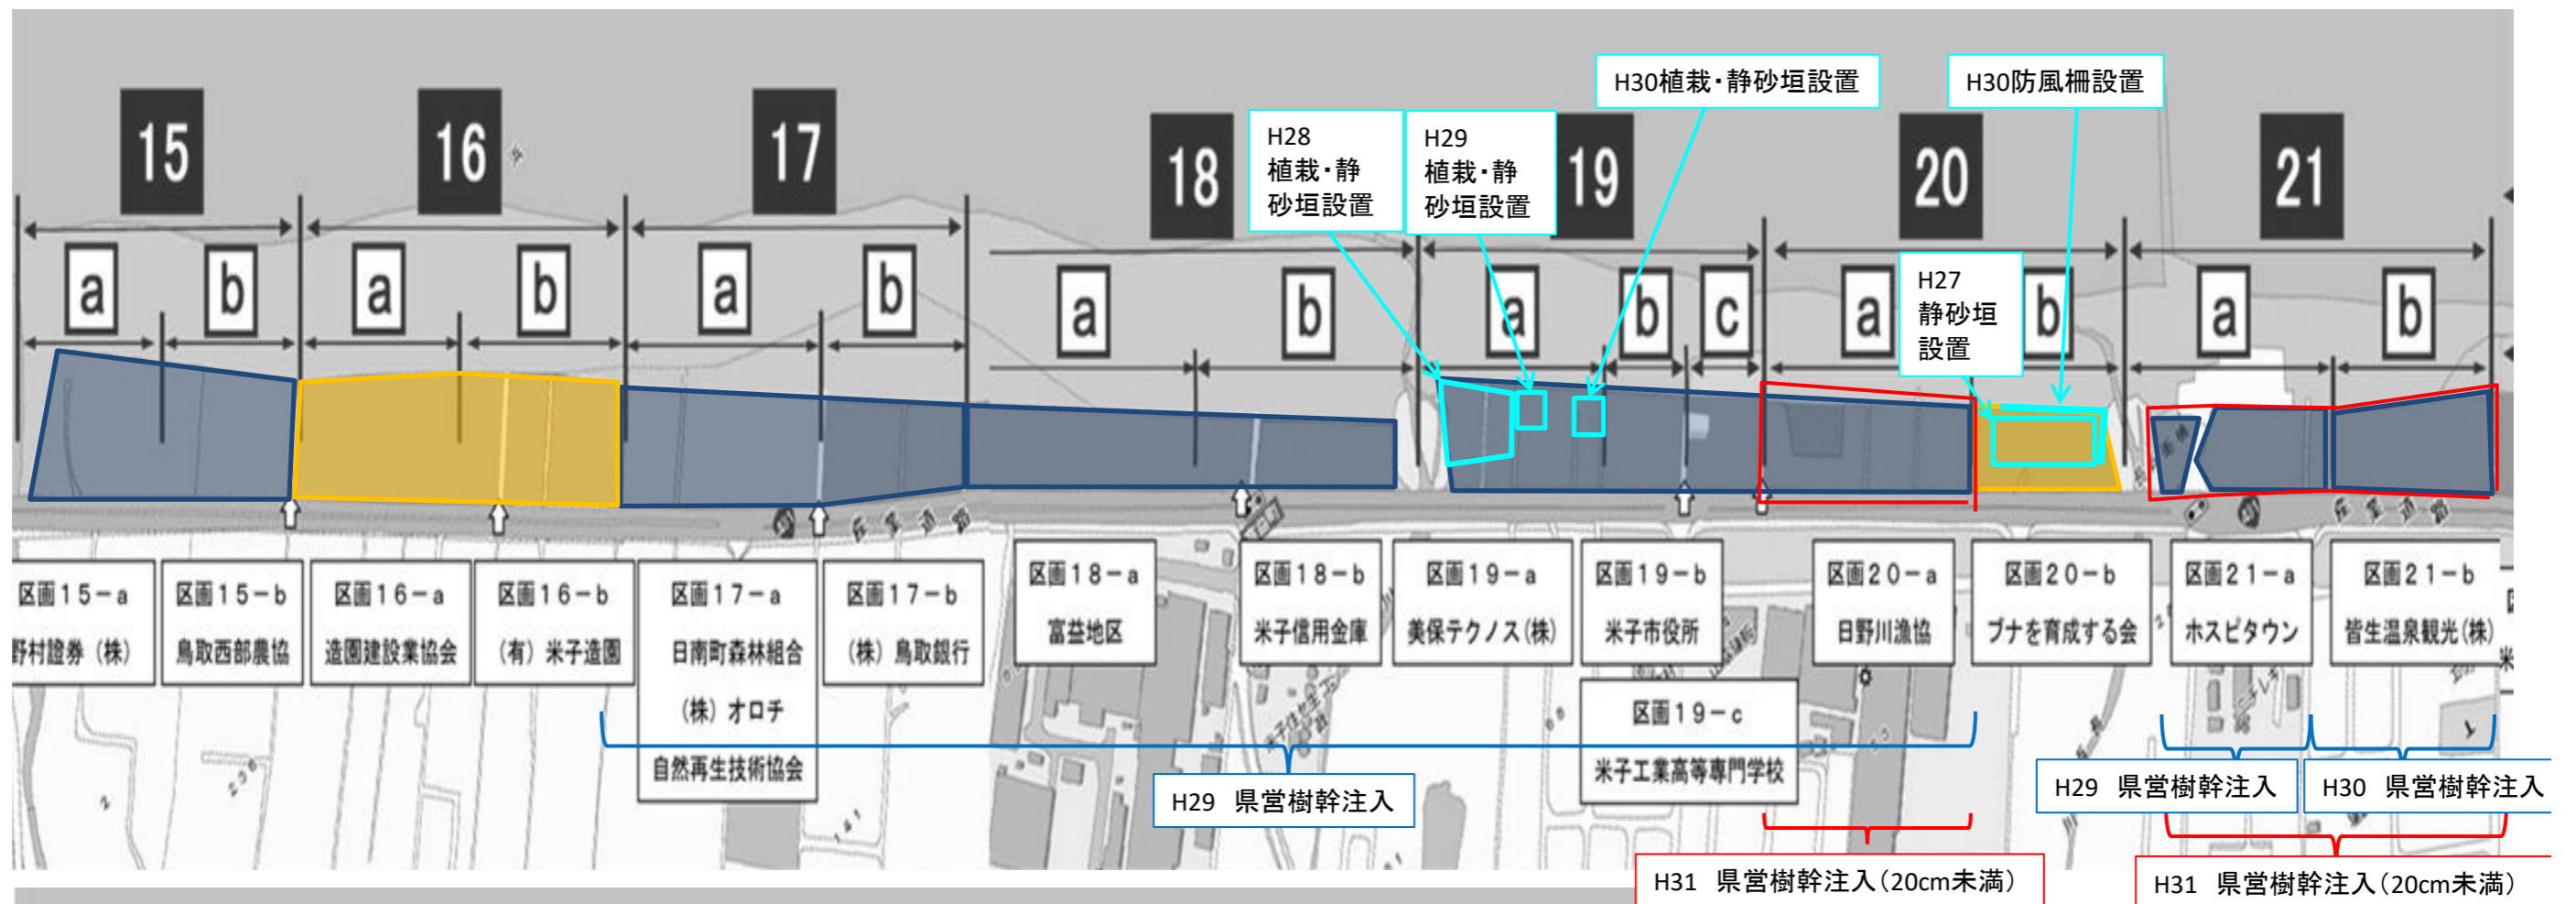 H30植栽・静砂垣設置
H30防風柵設置
H28
植栽・静
砂垣設置
H29
植栽・静
砂垣設置
15
16
17
18
19
20
21
a
b
a
b
a
b
a
b
a
b
c
a
b
a
b
H27
静砂垣
設置
産業道路
産業道路
区画15-a
野村證券(株)
区画15-b
鳥取西部農協
区画16-a
造園建設業協会
区画16-b
(有)米子造園
区画17-a
日南町森林組合
(株)オロチ
自然再生技術協会
区画17-b
(株)鳥取銀行
区画18-a
富益地区
区画18-b
米子信用金庫
区画19-a
美保テクノス(株)
区画19-b
米子市役所
区画19-c
米子工業高等専門学校
区画20-a
日野川漁協
区画20-b
ブナを育成する会
区画21-a
ホスピタウン
区画21-b
皆生温泉観光(株)
H29 県営樹幹注入
H29 県営樹幹注入
H30 県営樹幹注入
H31 県営樹幹注入(20cm未満)
H31 県営樹幹注入(20cm未満)